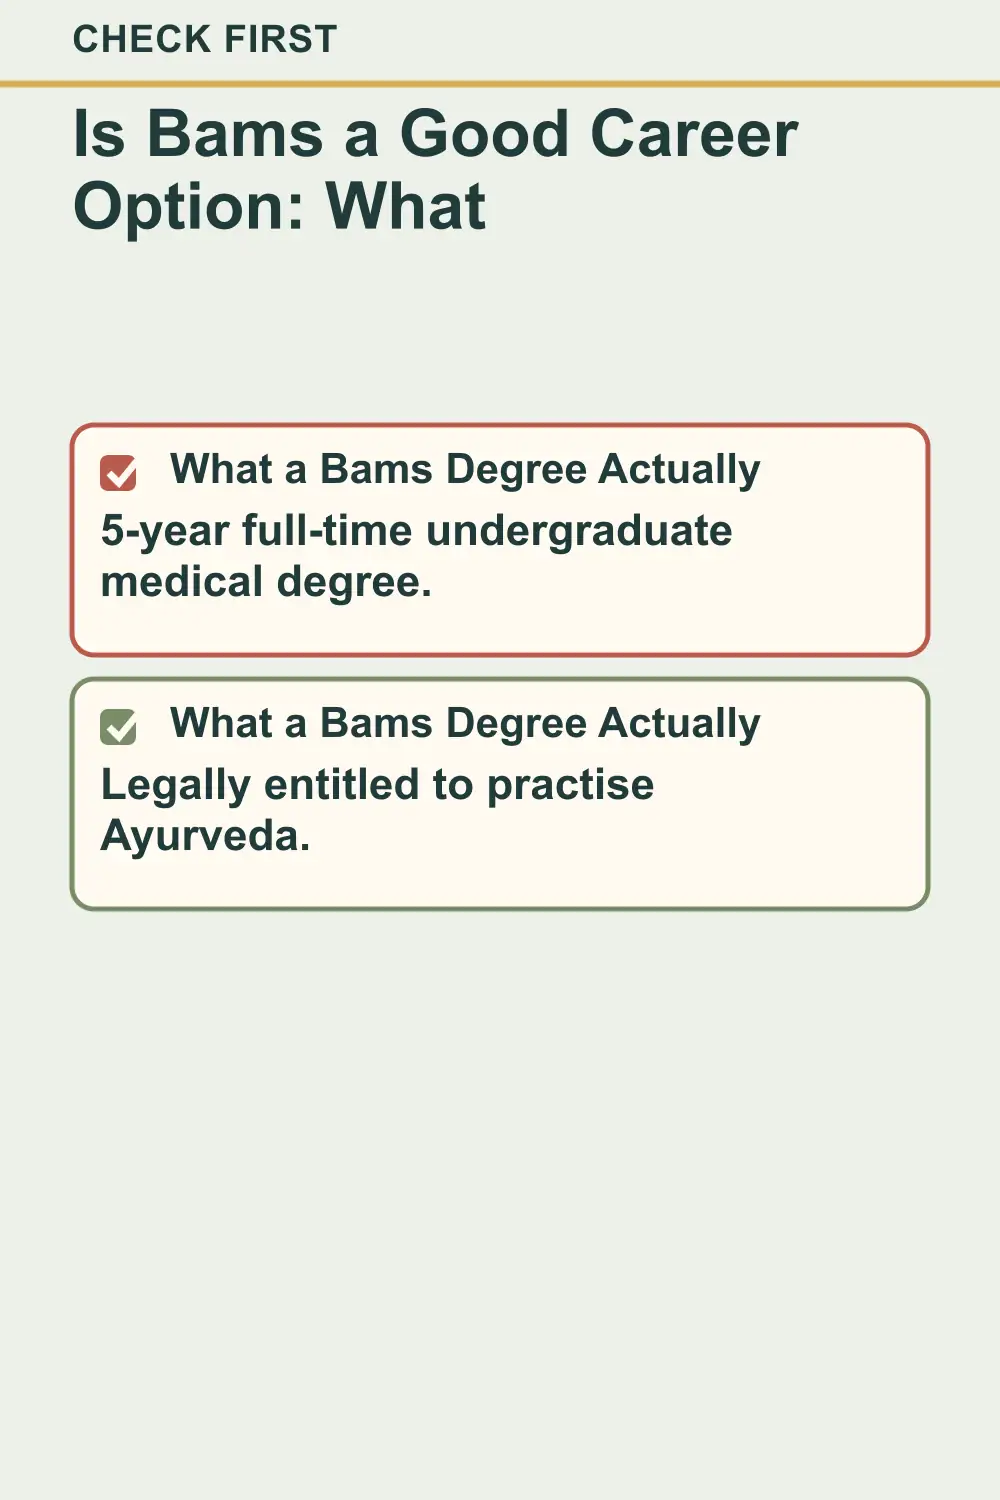 CHECK FIRST
Is Bams a Good Career
Option: What
What a Bams Degree Actually
5-year full-time undergraduate
medical degree.
What a Bams Degree Actually
Legally entitled to practise
Ayurveda.